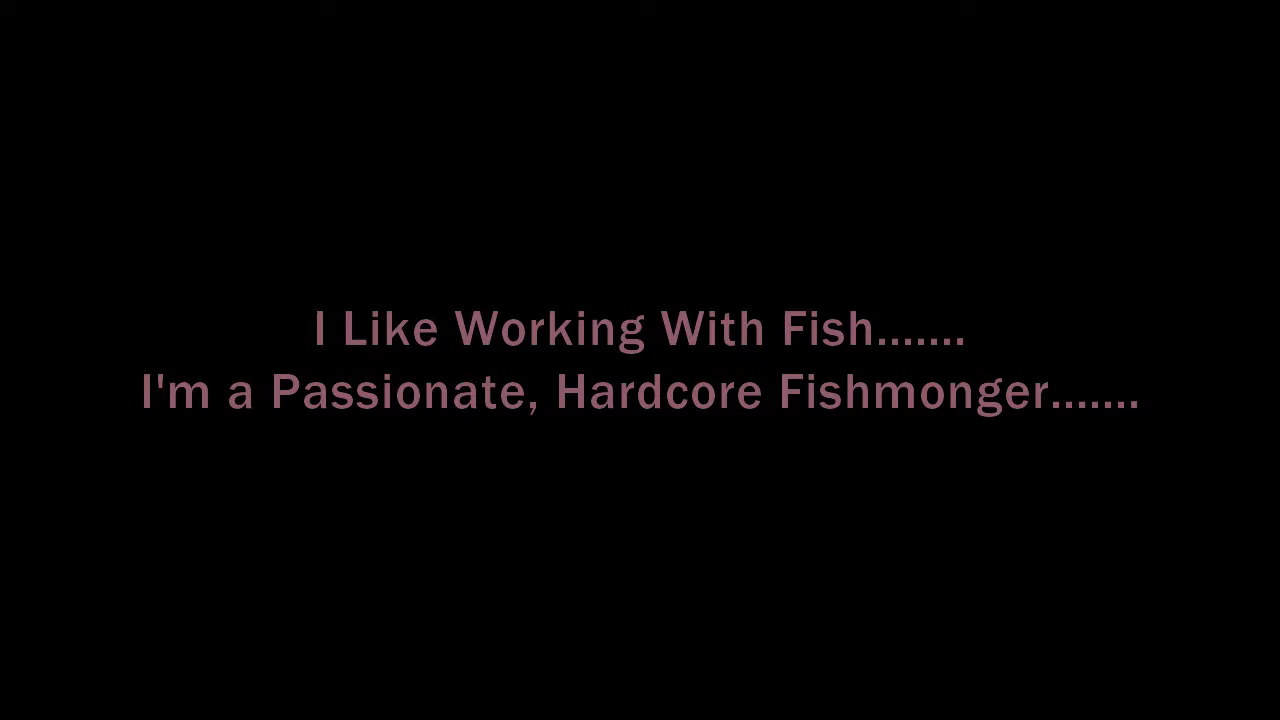 I Like Working With Fish.......
I'm a Passionate, Hardcore Fishmonger.......